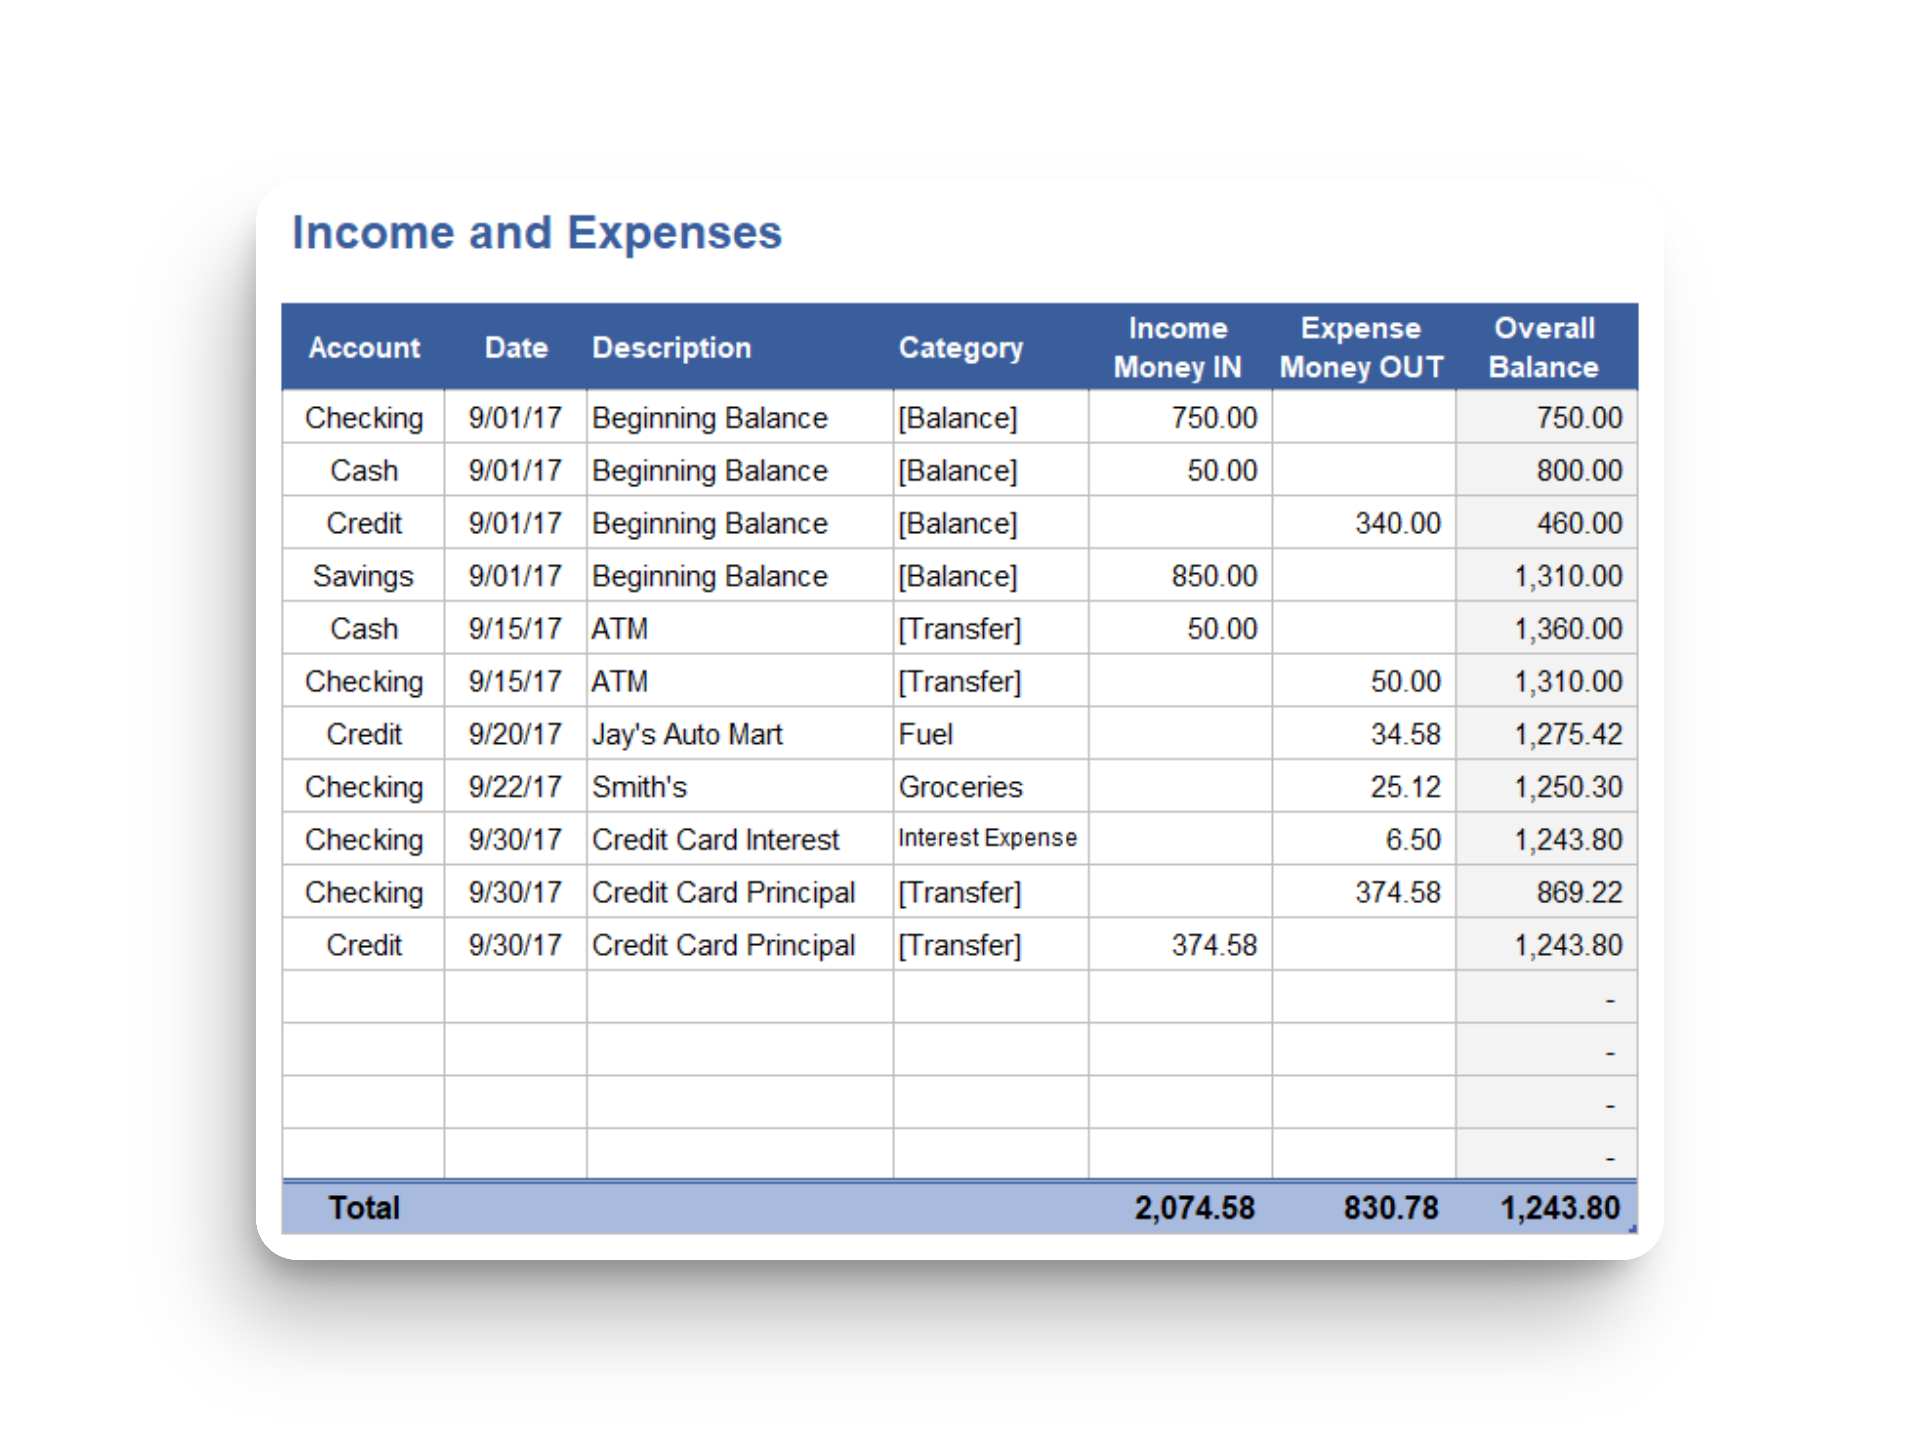 Income and Expenses
Account Date Description Category Income Money IN Expense Money OUT Overall Balance
Checking 9/01/17 Beginning Balance [Balance] 750.00 750.00
Cash 9/01/17 Beginning Balance [Balance] 50.00 800.00
Credit 9/01/17 Beginning Balance [Balance] 340.00 460.00
Savings 9/01/17 Beginning Balance [Balance] 850.00 1,310.00
Cash 9/15/17 ATM [Transfer] 50.00 1,360.00
Checking 9/15/17 ATM [Transfer] 50.00 1,310.00
Credit 9/20/17 Jay's Auto Mart Fuel 34.58 1,275.42
Checking 9/22/17 Smith's Groceries 25.12 1,250.30
Checking 9/30/17 Credit Card Interest Interest Expense 6.50 1,243.80
Checking 9/30/17 Credit Card Principal [Transfer] 374.58 869.22
Credit 9/30/17 Credit Card Principal [Transfer] 374.58 1,243.80
-
-
-
-
Total 2,074.58 830.78 1,243.80